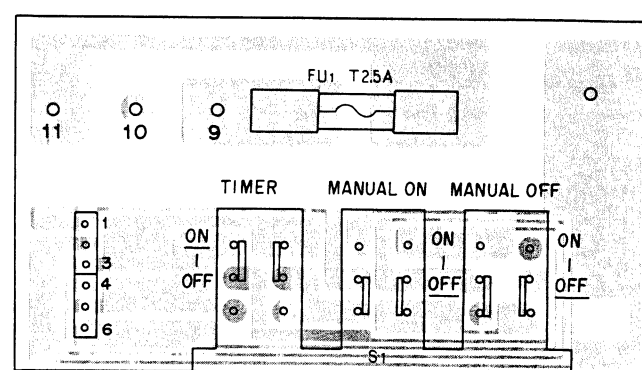 FU1 T2.5A
11 10 9
TIMER MANUAL ON MANUAL OFF
1
3
4
6
ON
OFF
ON
OFF
ON
OFF
S1